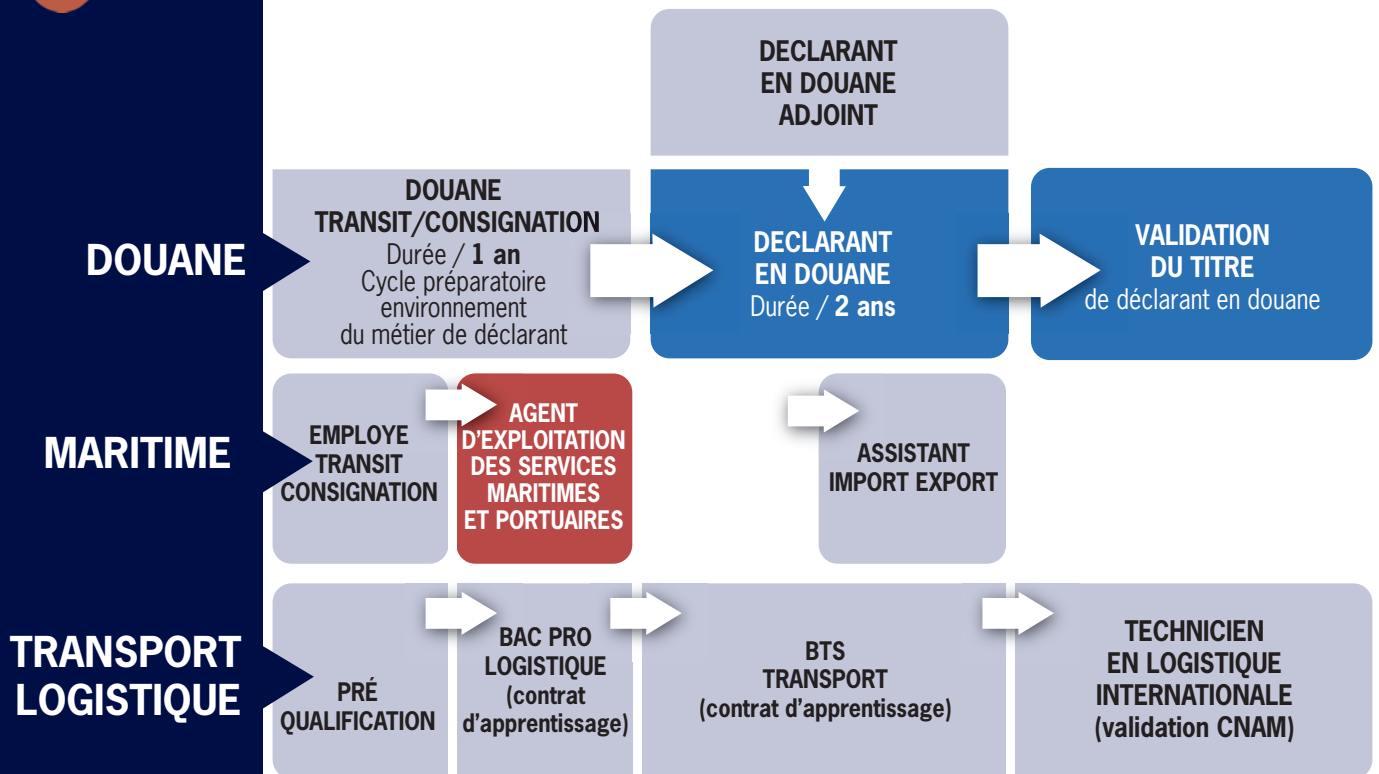 DECLARANT
EN DOUANE
ADJOINT
DOUANE
DOUANE
TRANSIT/CONSIGNATION
Durée / 1 an
Cycle préparatoire
environnement
du métier de déclarant
DECLARANT
EN DOUANE
Durée / 2 ans
VALIDATION
DU TITRE
de déclarant en douane
MARITIME
EMPLOYE
TRANSIT
CONSIGNATION
AGENT
D'EXPLOITATION
DES SERVICES
MARITIMES
ET PORTUAIRES
ASSISTANT
IMPORT EXPORT
TRANSPORT
LOGISTIQUE
PRÉ
QUALIFICATION
BAC PRO
LOGISTIQUE
(contrat
d'apprentissage)
BTS
TRANSPORT
(contrat d'apprentissage)
TECHNICIEN
EN LOGISTIQUE
INTERNATIONALE
(validation CNAM)